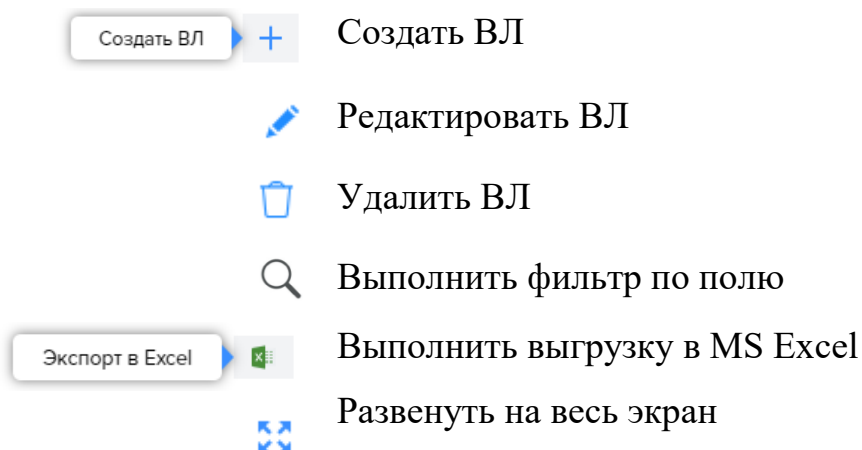 Создать ВЛ Создать ВЛ
Редактировать ВЛ
Удалить ВЛ
Выполнить фильтр по полю
Экспорт в Excel Выполнить выгрузку в MS Excel
Развенуть на весь экран